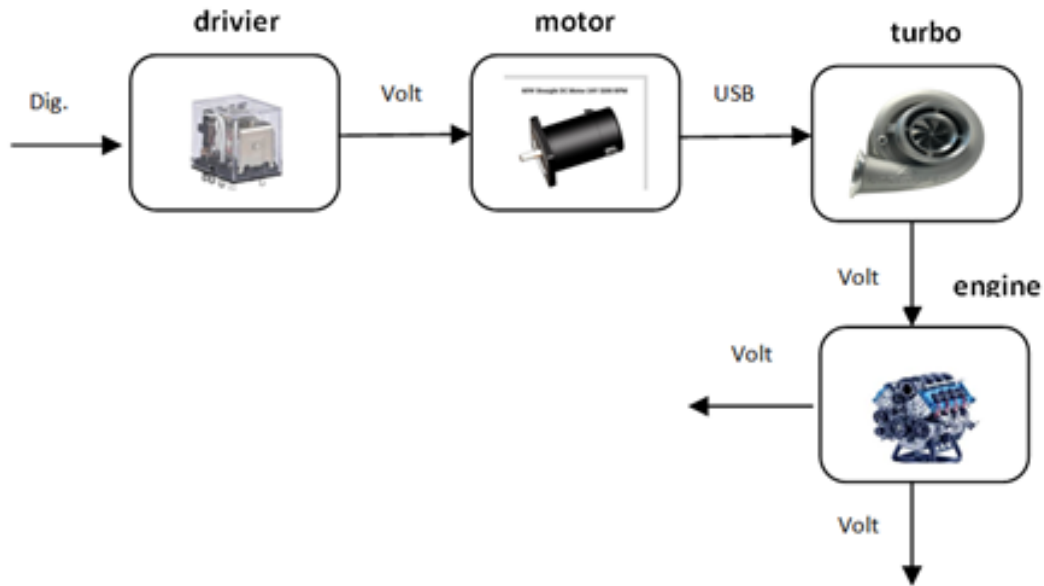 drivier
motor
turbo
Dig.
Volt
USB
Volt
engine
Volt
Volt